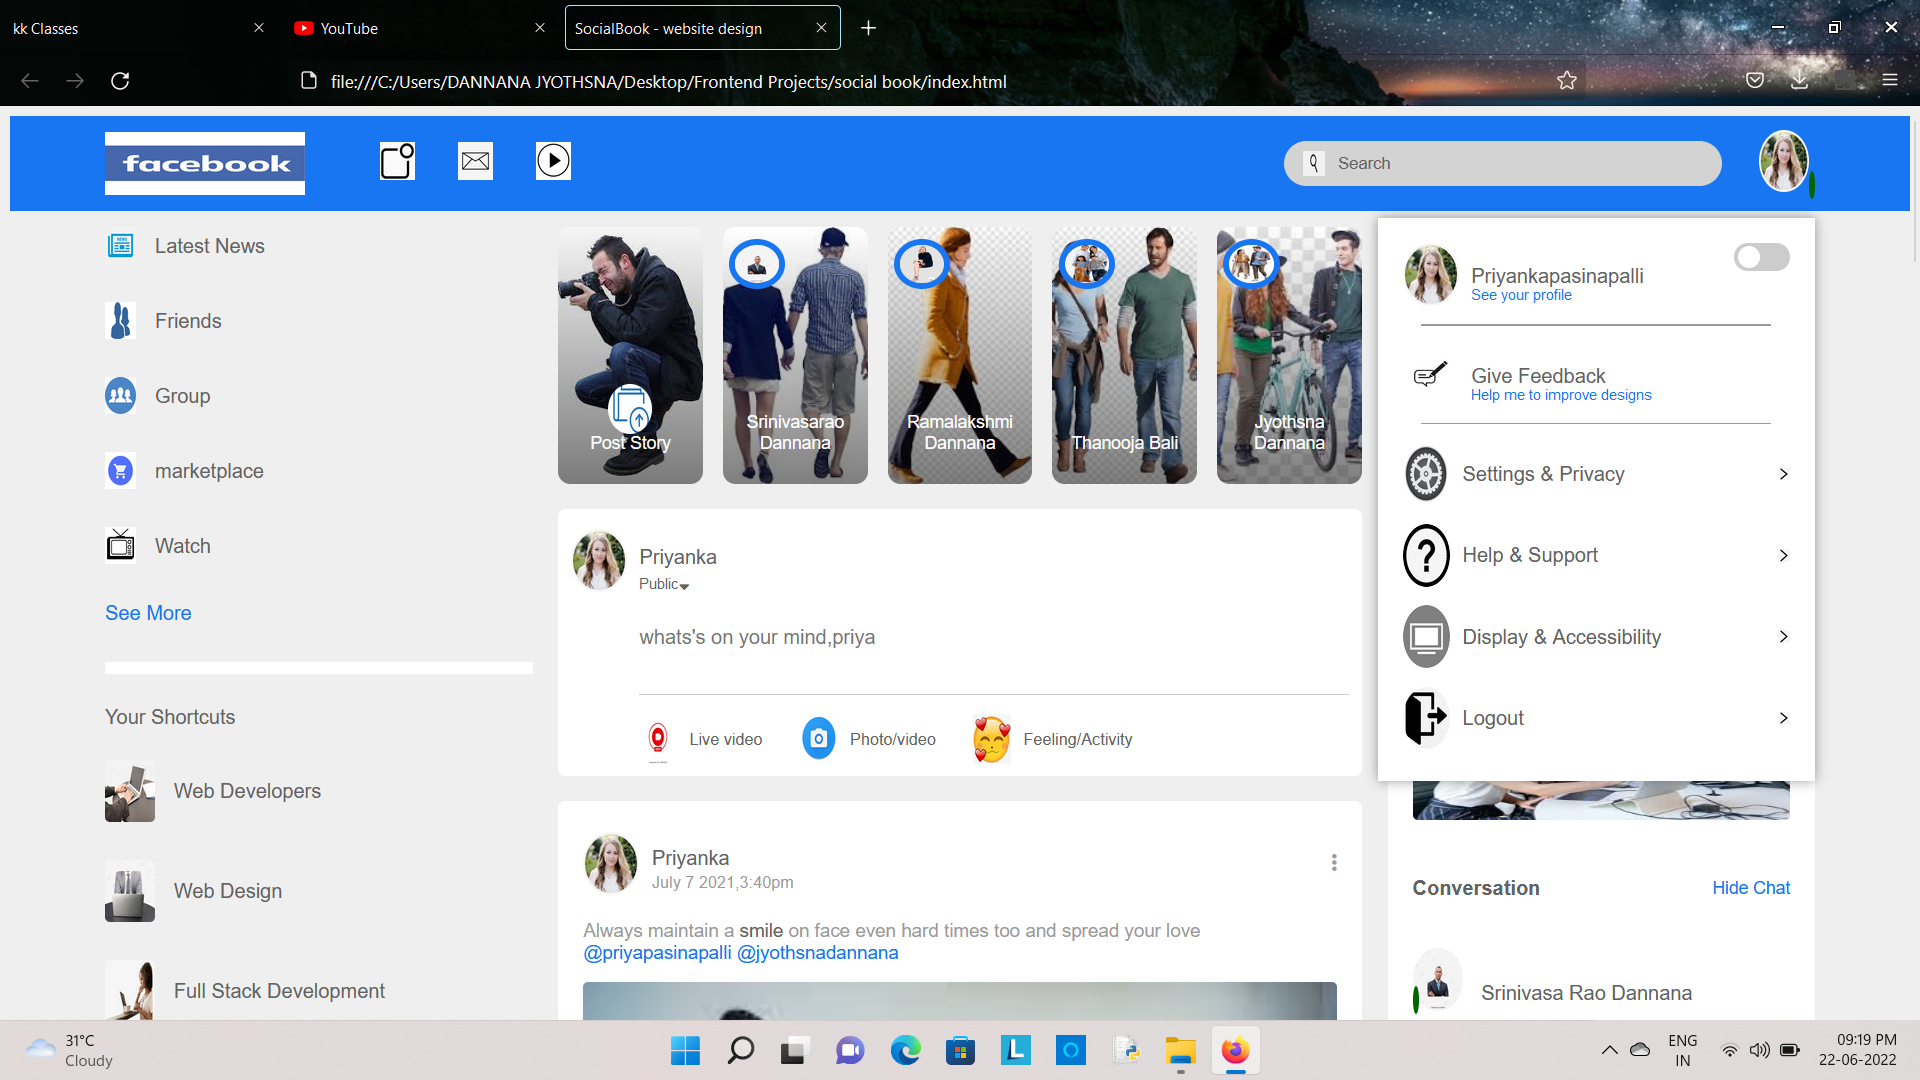 kk Classes
YouTube
SocialBook - website design
file:///C:/Users/DANNANA JYOTHSNA/Desktop/Frontend Projects/social book/index.html
facebook
Search
Latest News
Friends
Group
marketplace
Watch
See More
Your Shortcuts
Web Developers
Web Design
Full Stack Development
Post Story
Srinivasarao
Dannana
Ramalakshmi
Dannana
Thanooja Bali
Jyothsna
Dannana
Priyanka
Public
whats's on your mind,priya
Live video
Photo/video
Feeling/Activity
Priyanka
July 7 2021,3:40pm
Always maintain a smile on face even hard times too and spread your love
@priyapasinapalli @jyothsnadannana
Priyankapasinapalli
See your profile
Give Feedback
Help me to improve designs
Settings & Privacy
Help & Support
Display & Accessibility
Logout
Conversation
Hide Chat
Srinivasa Rao Dannana
31°C
Cloudy
ENG
IN
09:19 PM
22-06-2022